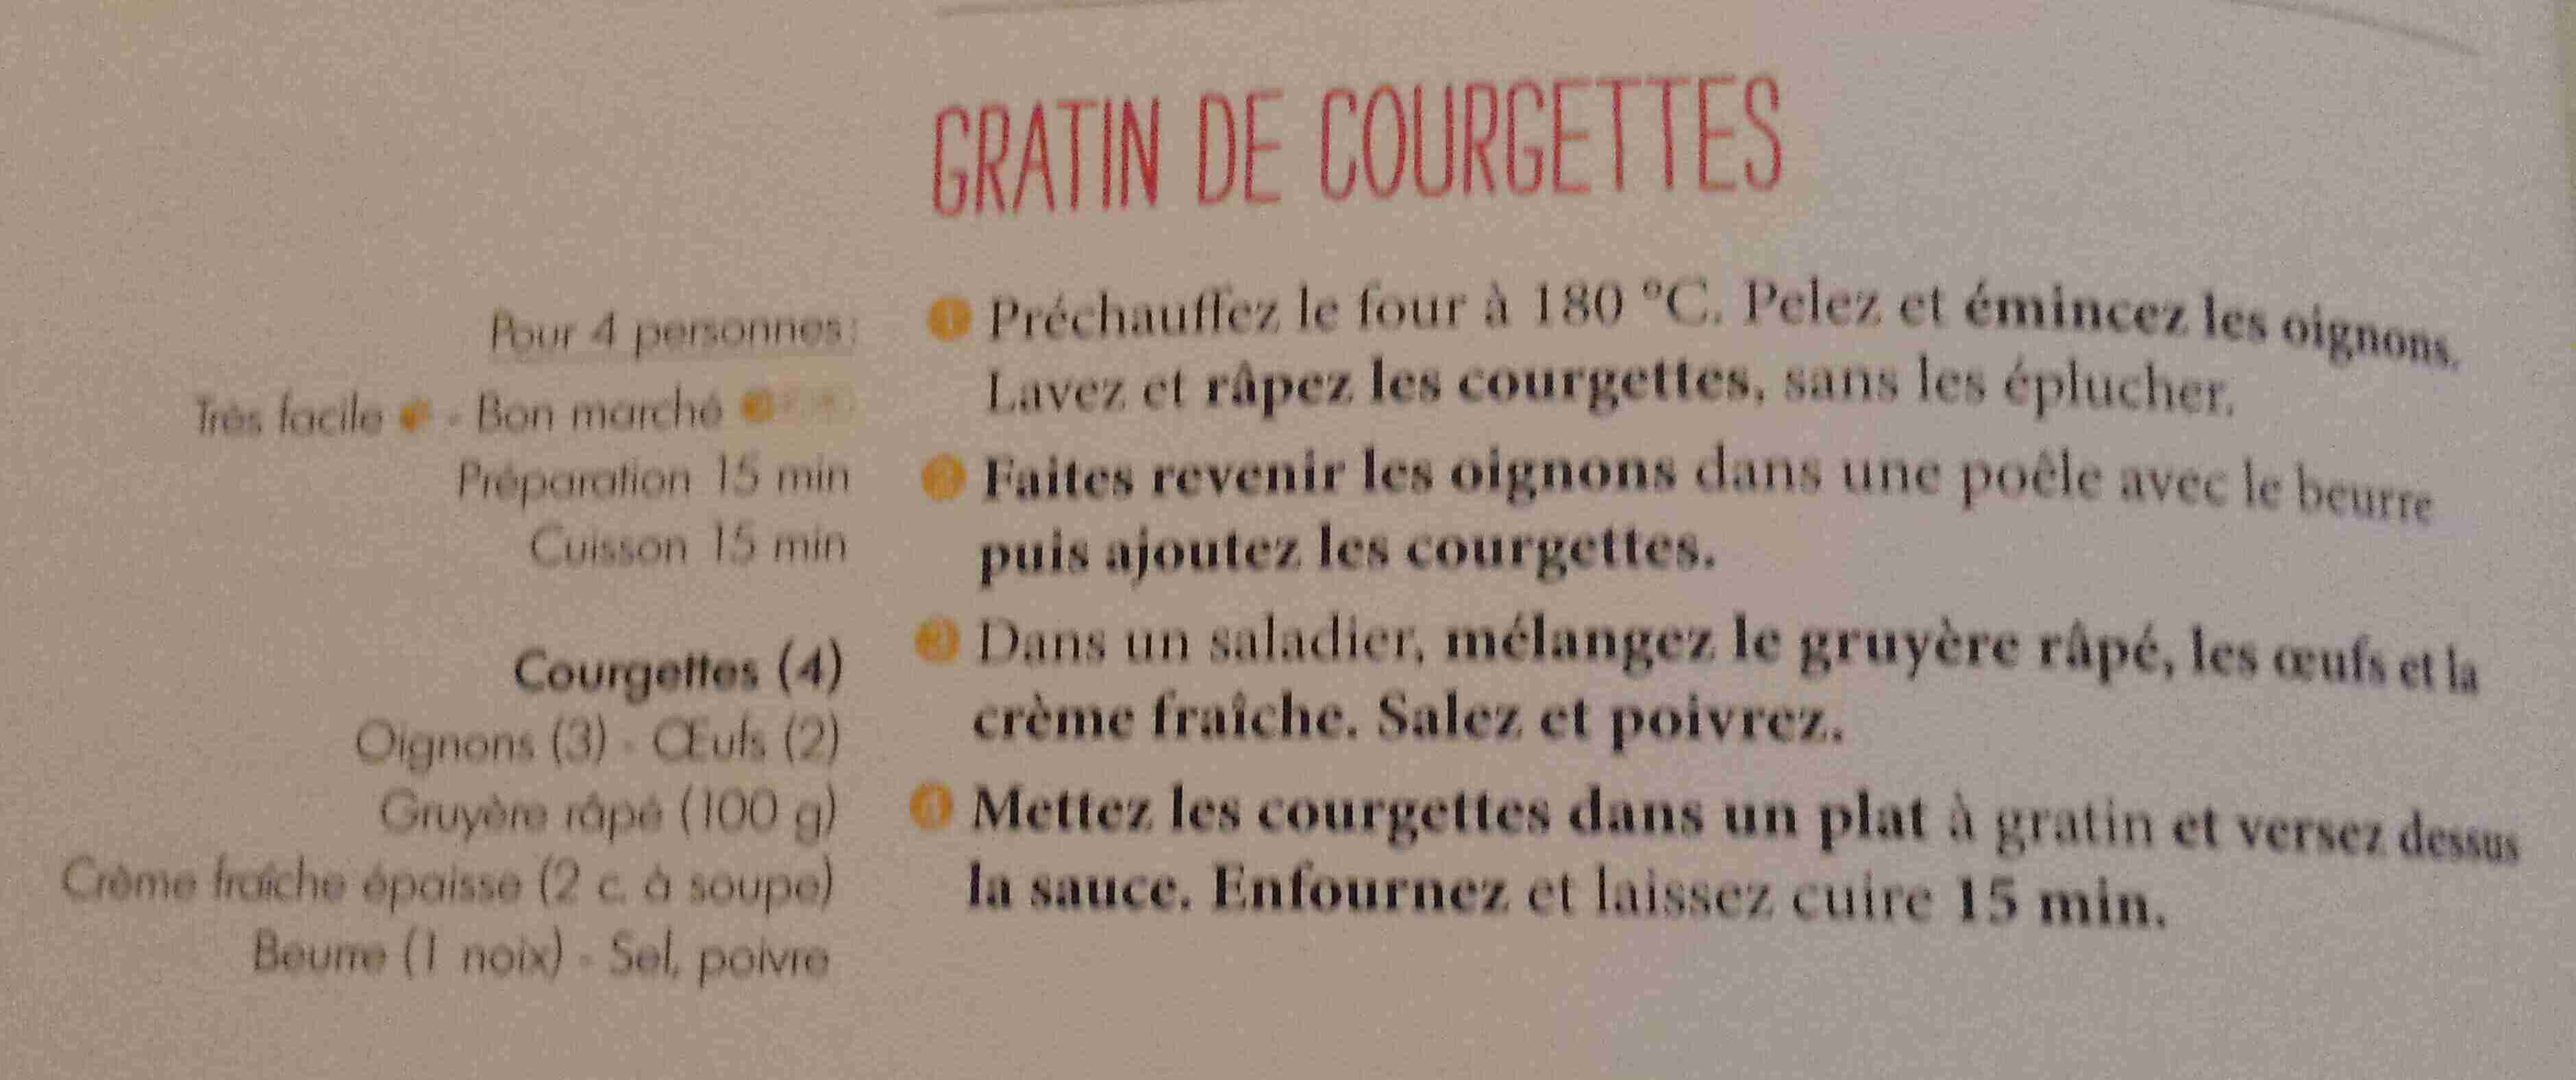 GRATIN DE COURGETTES
Pour 4 personnes:
Très facile - Bon marché
Préparation 15 min
Cuisson 15 min
Courgettes (4)
Oignons (3) - Œufs (2)
Gruyère râpé (100 g)
Crème fraîche épaisse (2 c. à soupe)
Beurre (1 noix) - Sel, poivre
1 Préchauffez le four à 180 °C. Pelez et émincez les oignons.
Lavez et râpez les courgettes, sans les éplucher.
2 Faites revenir les oignons dans une poêle avec le beurre
puis ajoutez les courgettes.
3 Dans un saladier, mélangez le gruyère râpé, les œufs et la
crème fraîche. Salez et poivrez.
4 Mettez les courgettes dans un plat à gratin et versez dessus
la sauce. Enfournez et laissez cuire 15 min.